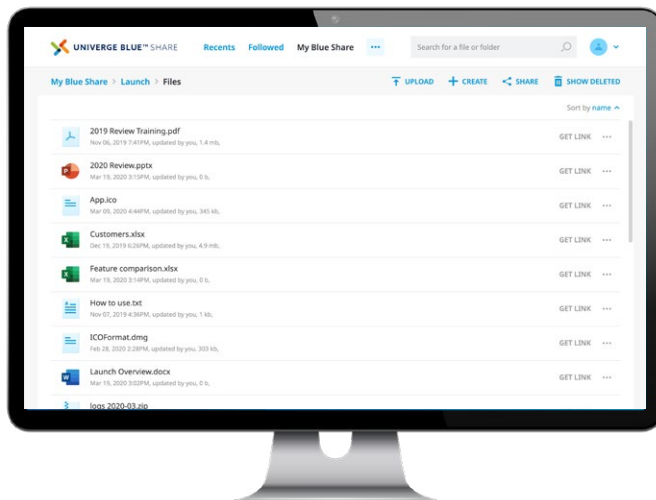 UNIVERGE BLUE™ SHARE
Recents
Followed
My Blue Share
Search for a file or folder
My Blue Share > Launch > Files
UPLOAD
CREATE
SHARE
SHOW DELETED
Sort by name
2019 Review Training.pdf
Nov 06, 2019 7:41PM, updated by you, 1.4 mb,
GET LINK
2020 Review.pptx
Mar 19, 2020 3:15PM, updated by you, 0 b,
GET LINK
App.ico
Mar 09, 2020 4:44PM, updated by you, 345 kb,
GET LINK
Customers.xlsx
Dec 19, 2019 6:26PM, updated by you, 4.9 mb,
GET LINK
Feature comparison.xlsx
Mar 19, 2020 3:14PM, updated by you, 0 b,
GET LINK
How to use.txt
Nov 07, 2019 4:36PM, updated by you, 1 kb,
GET LINK
ICOFormat.dmg
Feb 28, 2020 2:28PM, updated by you, 303 kb,
GET LINK
Launch Overview.docx
Mar 19, 2020 3:02PM, updated by you, 0 b,
GET LINK
logs 2020-03.zip